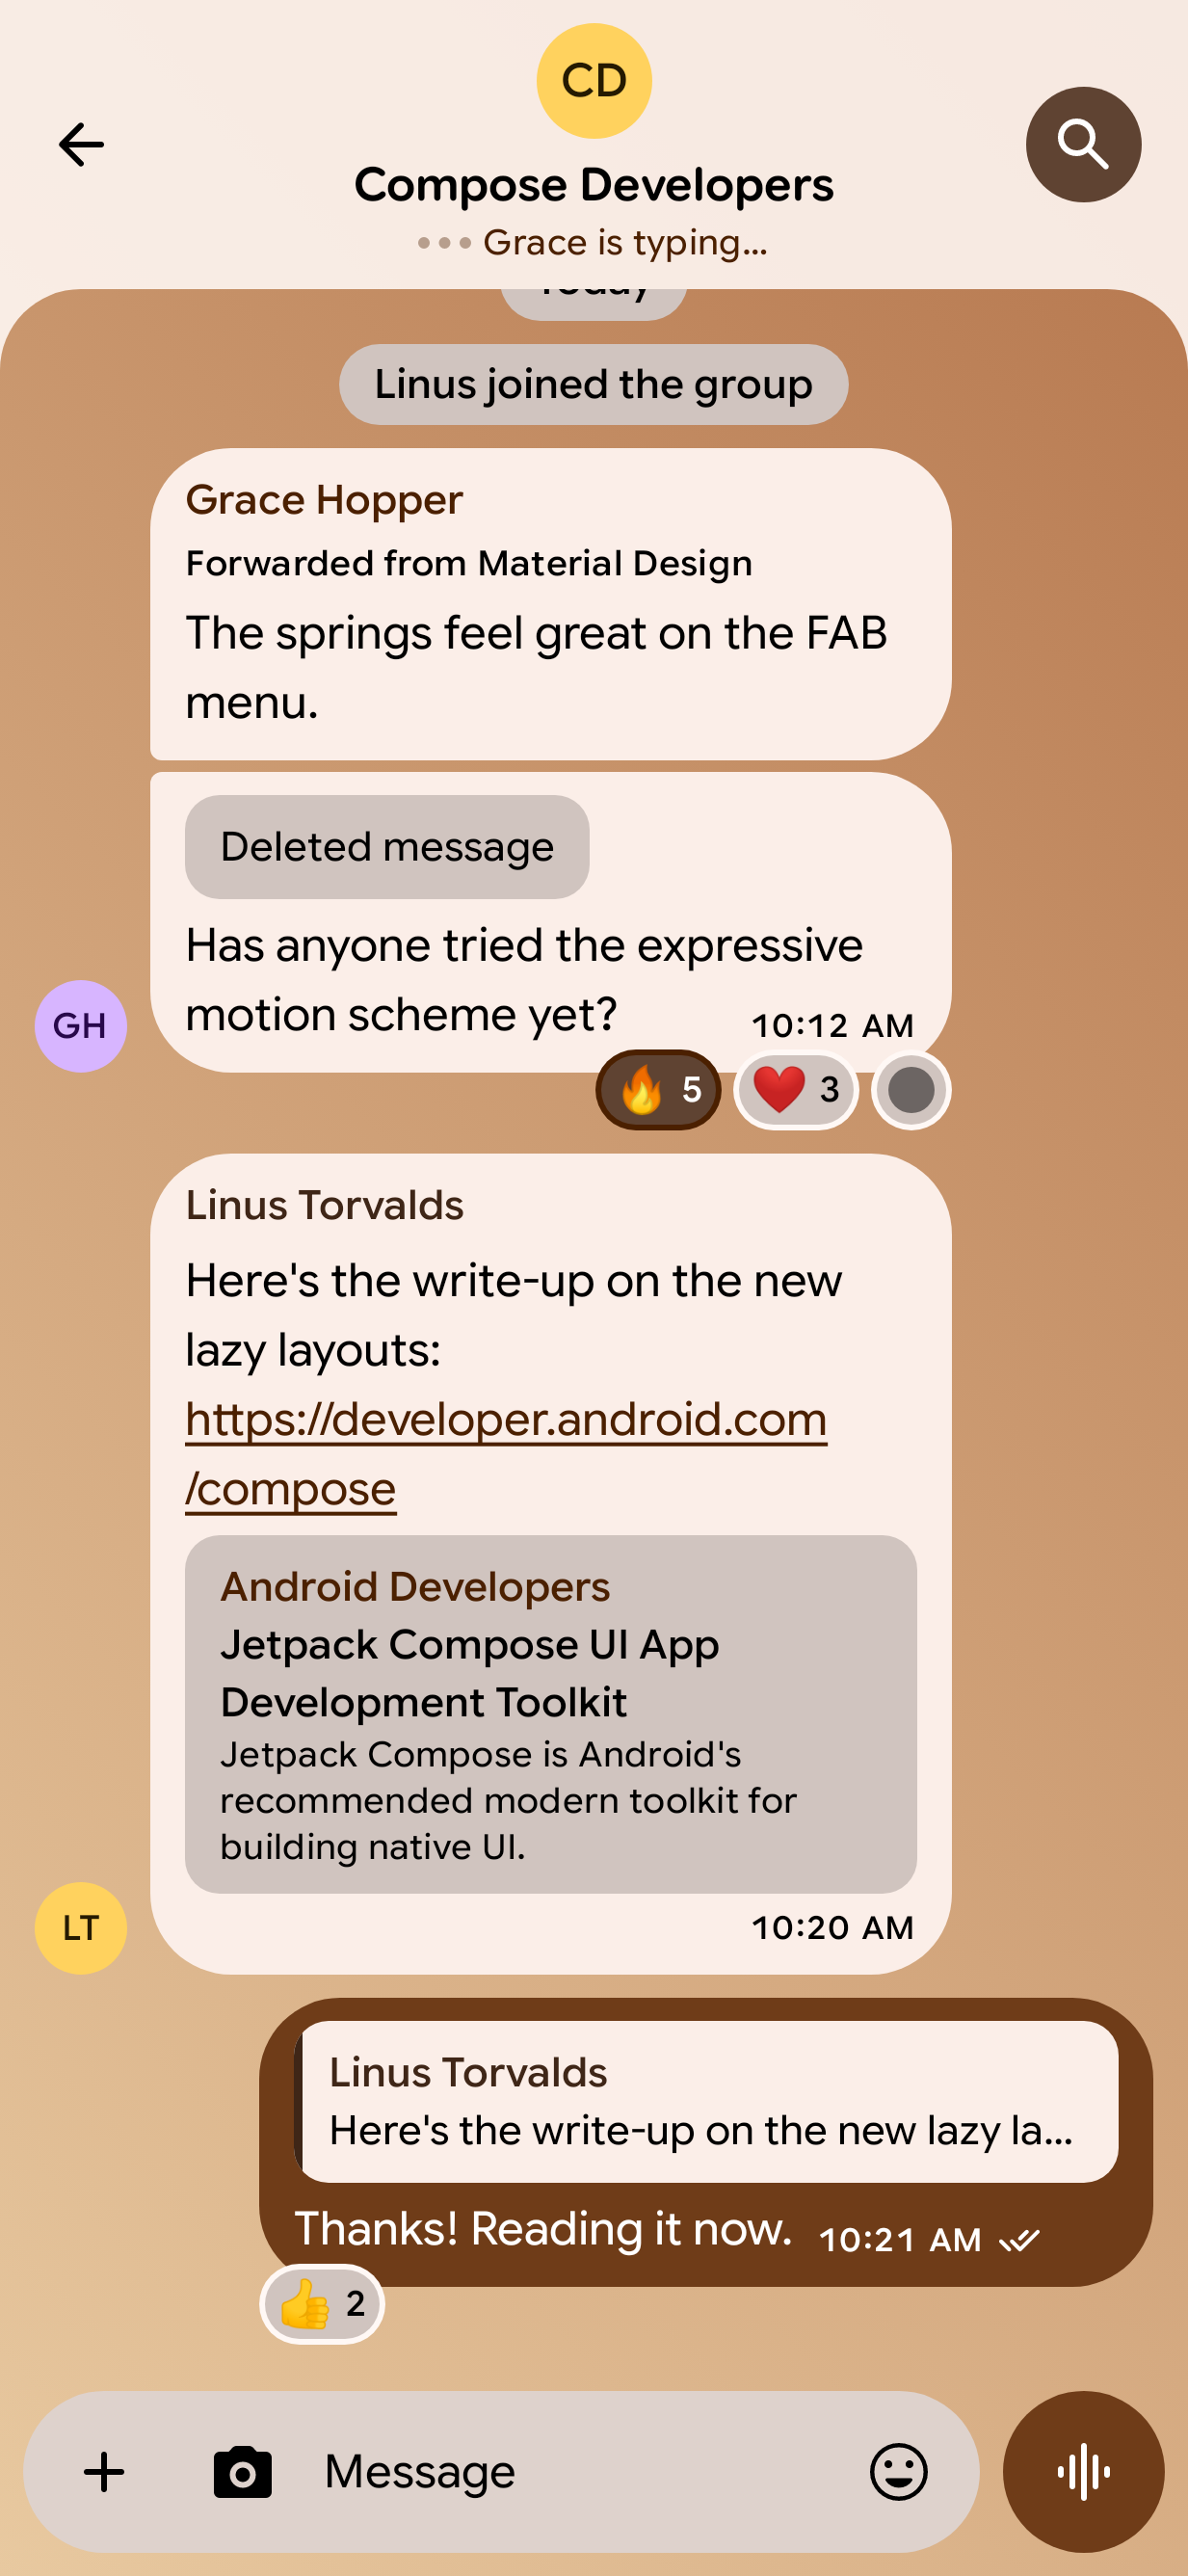 CD
Compose Developers
Grace is typing...
Today
Linus joined the group
Grace Hopper
Forwarded from Material Design
The springs feel great on the FAB
menu.
Deleted message
Has anyone tried the expressive
motion scheme yet?
10:12 AM
GH
🔥 5
❤️ 3
Linus Torvalds
Here's the write-up on the new
lazy layouts:
https://developer.android.com
/compose
Android Developers
Jetpack Compose UI App
Development Toolkit
Jetpack Compose is Android's
recommended modern toolkit for
building native UI.
10:20 AM
LT
Linus Torvalds
Here's the write-up on the new lazy la...
Thanks! Reading it now.
10:21 AM
👍 2
Message